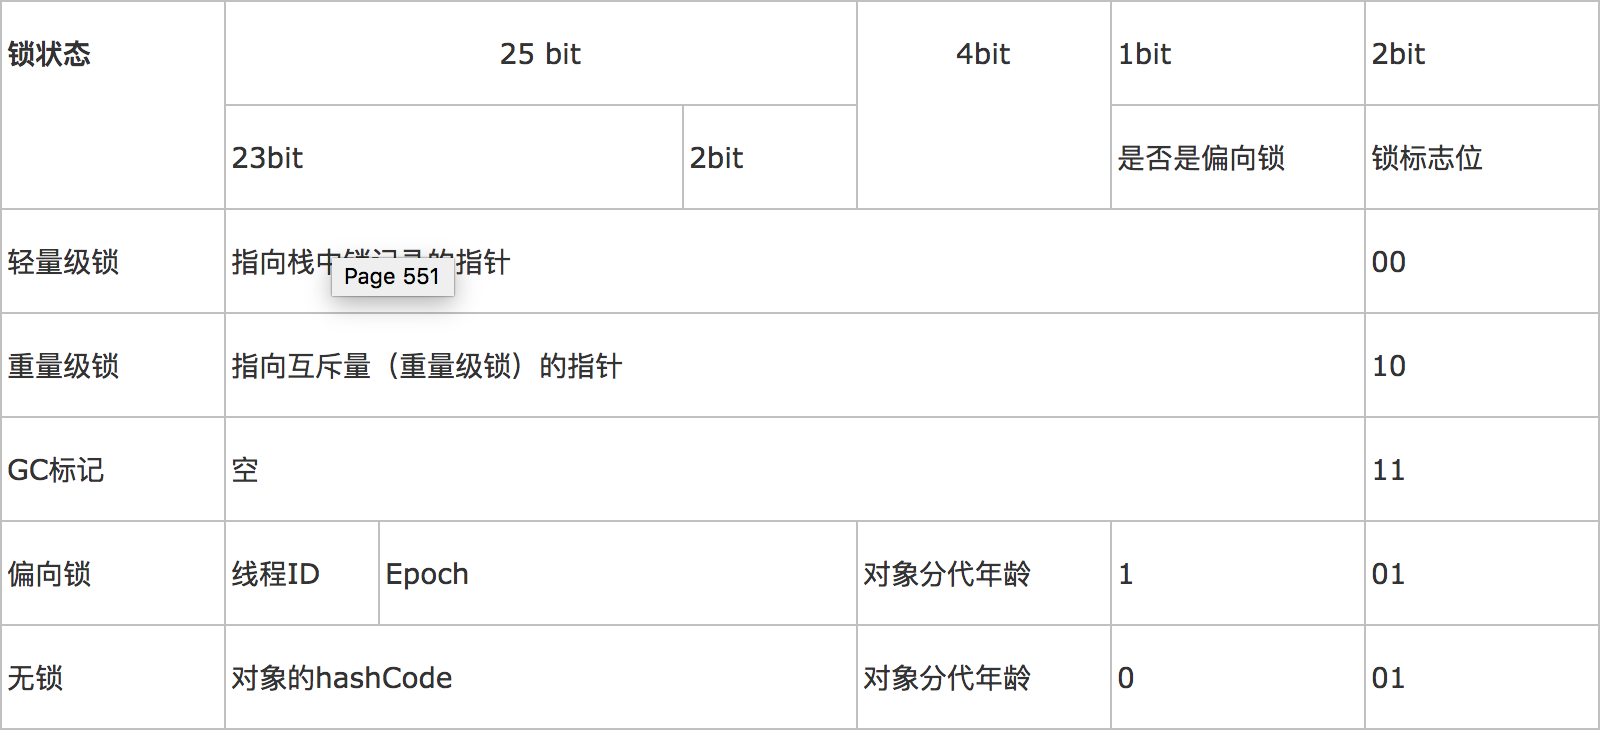 锁状态 25 bit 4bit 1bit 2bit
23bit 2bit 是否是偏向锁 锁标志位
轻量级锁 指向栈中 的指针 00
Page 551
重量级锁 指向互斥量（重量级锁）的指针 10
GC标记 空 11
偏向锁 线程ID Epoch 对象分代年龄 1 01
无锁 对象的hashCode 对象分代年龄 0 01